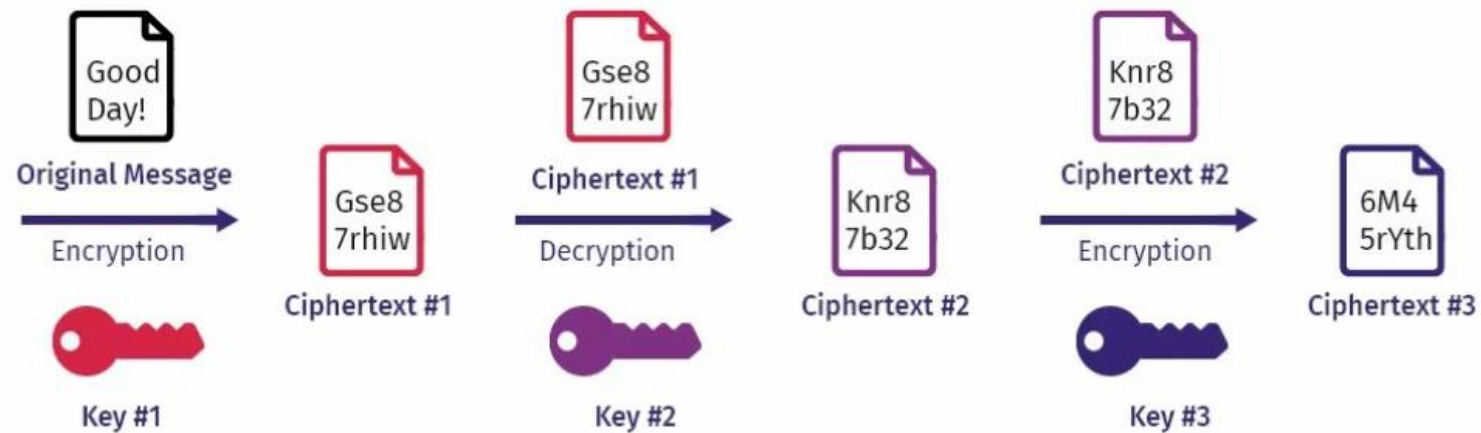 Good
Day!
Original Message
Encryption
Key #1
Gse8
7rhiw
Ciphertext #1
Gse8
7rhiw
Ciphertext #1
Decryption
Key #2
Knr8
7b32
Ciphertext #2
Knr8
7b32
Ciphertext #2
Encryption
Key #3
6M4
5rYth
Ciphertext #3